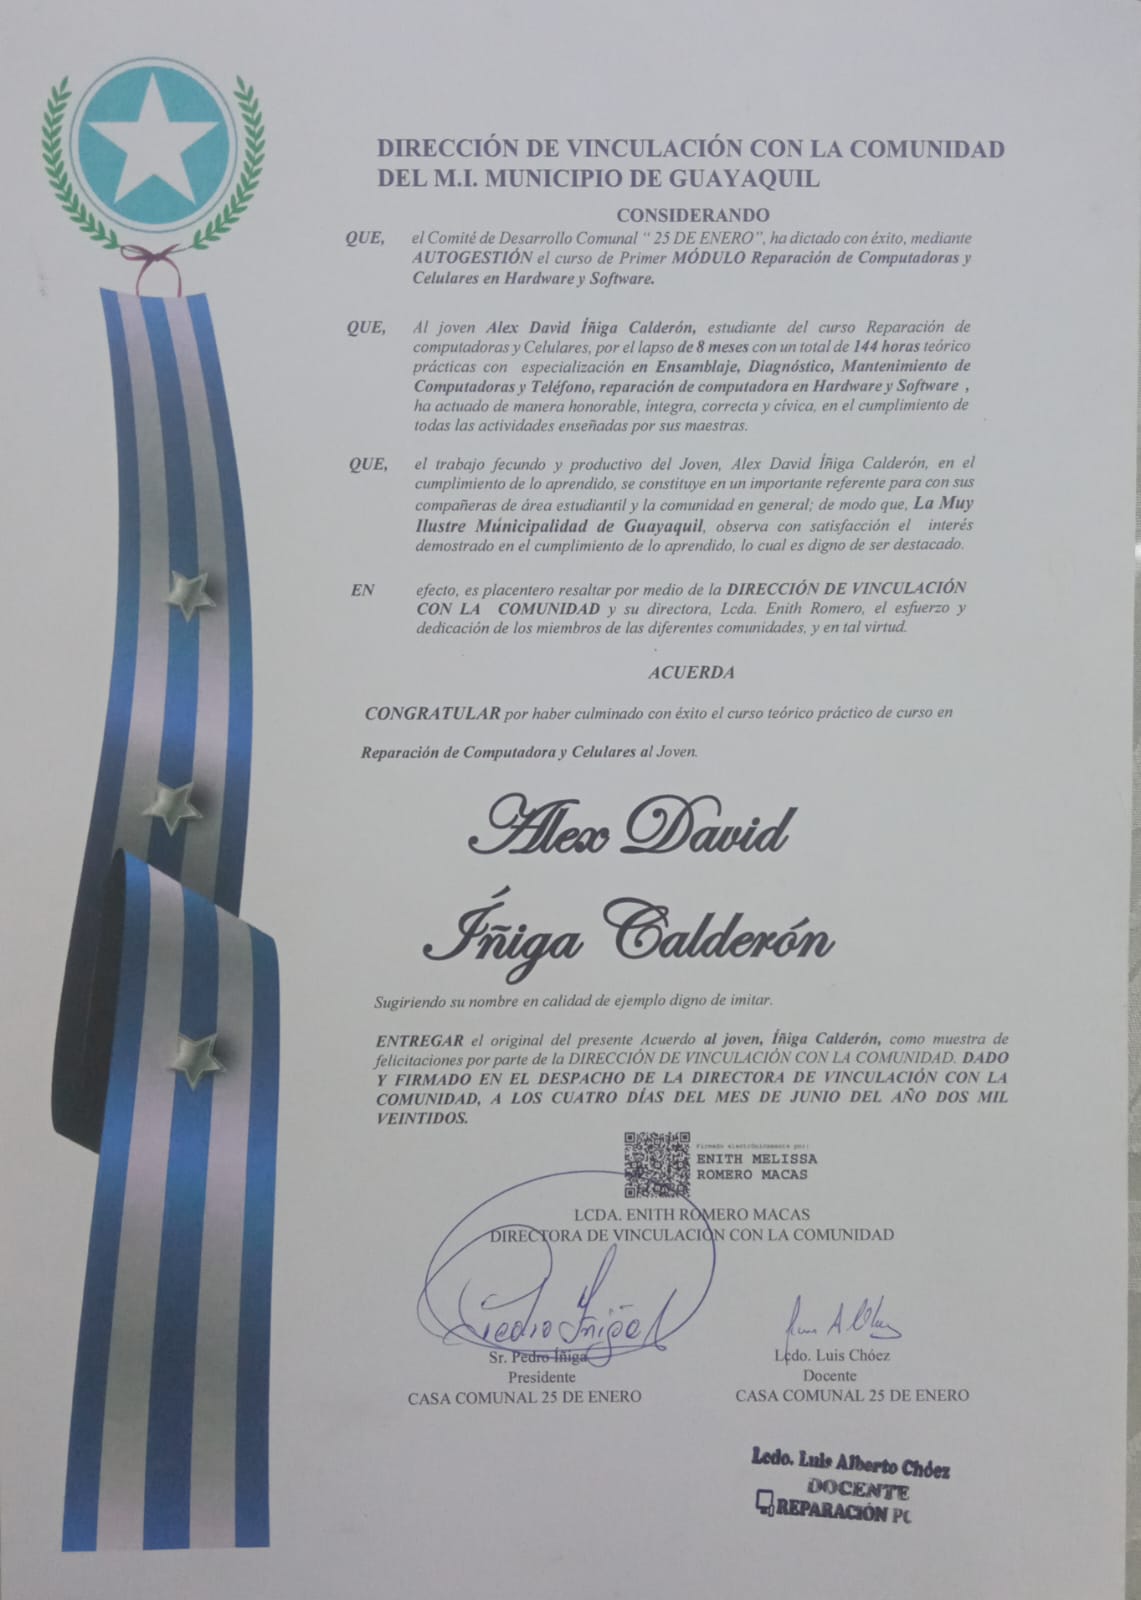 DIRECCIÓN DE VINCULACIÓN CON LA COMUNIDAD
DEL M.I. MUNICIPIO DE GUAYAQUIL
CONSIDERANDO
QUE, el Comité de Desarrollo Comunal “ 25 DE ENERO”, ha dictado con éxito, mediante
AUTOGESTIÓN el curso de Primer MÓDULO Reparación de Computadoras y
Celulares en Hardware y Software.
QUE, Al joven Alex David Íñiga Calderón, estudiante del curso Reparación de
computadoras y Celulares, por el lapso de 8 meses con un total de 144 horas teórico
prácticas con especialización en Ensamblaje, Diagnóstico, Mantenimiento de
Computadoras y Teléfono, reparación de computadora en Hardware y Software ,
ha actuado de manera honorable, íntegra, correcta y cívica, en el cumplimiento de
todas las actividades enseñadas por sus maestras.
QUE, el trabajo fecundo y productivo del Joven, Alex David Íñiga Calderón, en el
cumplimiento de lo aprendido, se constituye en un importante referente para con sus
compañeras de área estudiantil y la comunidad en general; de modo que, La Muy
Ilustre Municipalidad de Guayaquil, observa con satisfacción el interés
demostrado en el cumplimiento de lo aprendido, lo cual es digno de ser destacado.
EN efecto, es placentero resaltar por medio de la DIRECCIÓN DE VINCULACIÓN
CON LA COMUNIDAD y su directora, Lcda. Enith Romero, el esfuerzo y
dedicación de los miembros de las diferentes comunidades, y en tal virtud.
ACUERDA
CONGRATULAR por haber culminado con éxito el curso teórico práctico de curso en
Reparación de Computadora y Celulares al Joven.
Alex David
Íñiga Calderón
Sugiriendo su nombre en calidad de ejemplo digno de imitar.
ENTREGAR el original del presente Acuerdo al joven, Íñiga Calderón, como muestra de
felicitaciones por parte de la DIRECCIÓN DE VINCULACIÓN CON LA COMUNIDAD. DADO
Y FIRMADO EN EL DESPACHO DE LA DIRECTORA DE VINCULACIÓN CON LA
COMUNIDAD, A LOS CUATRO DÍAS DEL MES DE JUNIO DEL AÑO DOS MIL
VEINTIDOS.
Firmado electrónicamente por:
ENITH MELISSA
ROMERO MACAS
LCDA. ENITH ROMERO MACAS
DIRECTORA DE VINCULACIÓN CON LA COMUNIDAD
Pedro Íñiga
Sr. Pedro Íñiga
Presidente
CASA COMUNAL 25 DE ENERO
Lcdo. Luis Chóez
Docente
CASA COMUNAL 25 DE ENERO
Lcdo. Luis Alberto Chóez
DOCENTE
REPARACIÓN PC